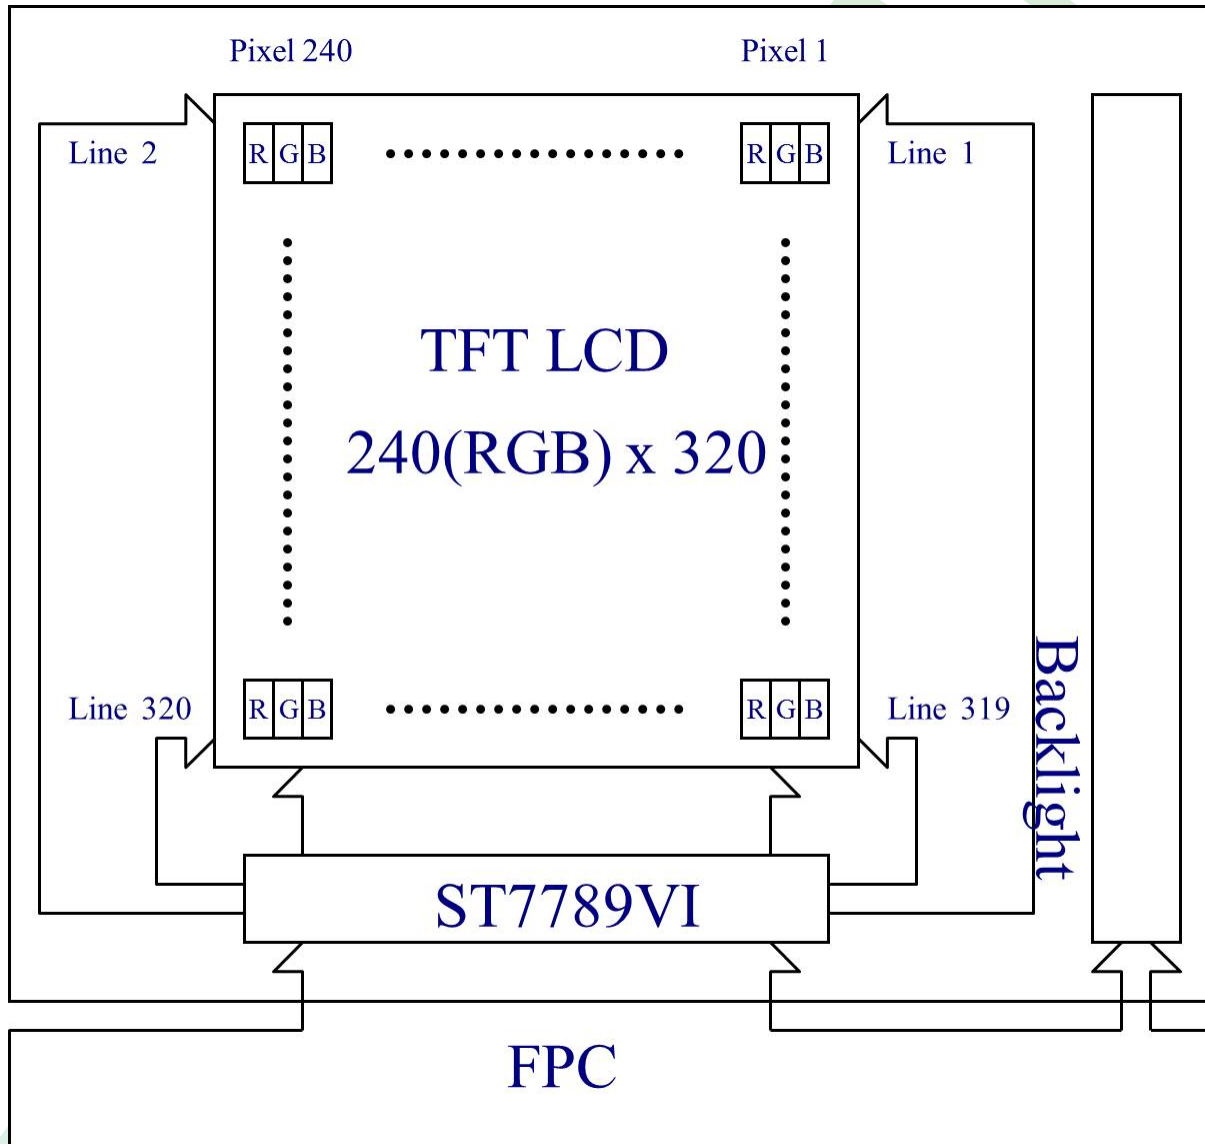 Pixel 240 Pixel 1
Line 2 R G B R G B Line 1
TFT LCD
240(RGB) x 320
Line 320 R G B R G B Line 319
Backlight
ST7789VI
FPC